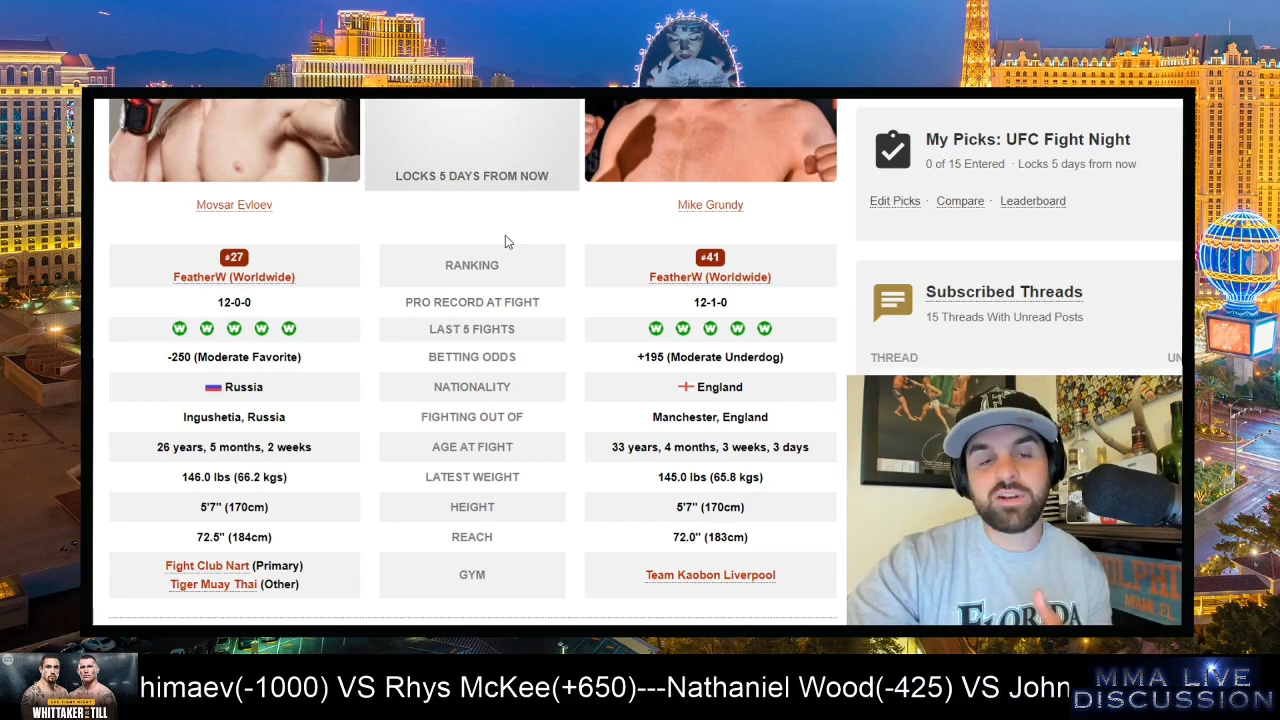 LOCKS 5 DAYS FROM NOW
Movsar Evloev
Mike Grundy
#27
FeatherW (Worldwide)
RANKING
#41
FeatherW (Worldwide)
12-0-0
PRO RECORD AT FIGHT
12-1-0
W W W W W
LAST 5 FIGHTS
W W W W W
-250 (Moderate Favorite)
BETTING ODDS
+195 (Moderate Underdog)
Russia
NATIONALITY
England
Ingushetia, Russia
FIGHTING OUT OF
Manchester, England
26 years, 5 months, 2 weeks
AGE AT FIGHT
33 years, 4 months, 3 weeks, 3 days
146.0 lbs (66.2 kgs)
LATEST WEIGHT
145.0 lbs (65.8 kgs)
5'7" (170cm)
HEIGHT
5'7" (170cm)
72.5" (184cm)
REACH
72.0" (183cm)
Fight Club Nart (Primary)
Tiger Muay Thai (Other)
GYM
Team Kaobon Liverpool
My Picks: UFC Fight Night
0 of 15 Entered · Locks 5 days from now
Edit Picks · Compare · Leaderboard
Subscribed Threads
15 Threads With Unread Posts
THREAD
UN
FLORIDA
MIAMI, FL
WHITTAKER TILL
himaev(-1000) VS Rhys McKee(+650)---Nathaniel Wood(-425) VS John
MMA LIVE
DISCUSSION